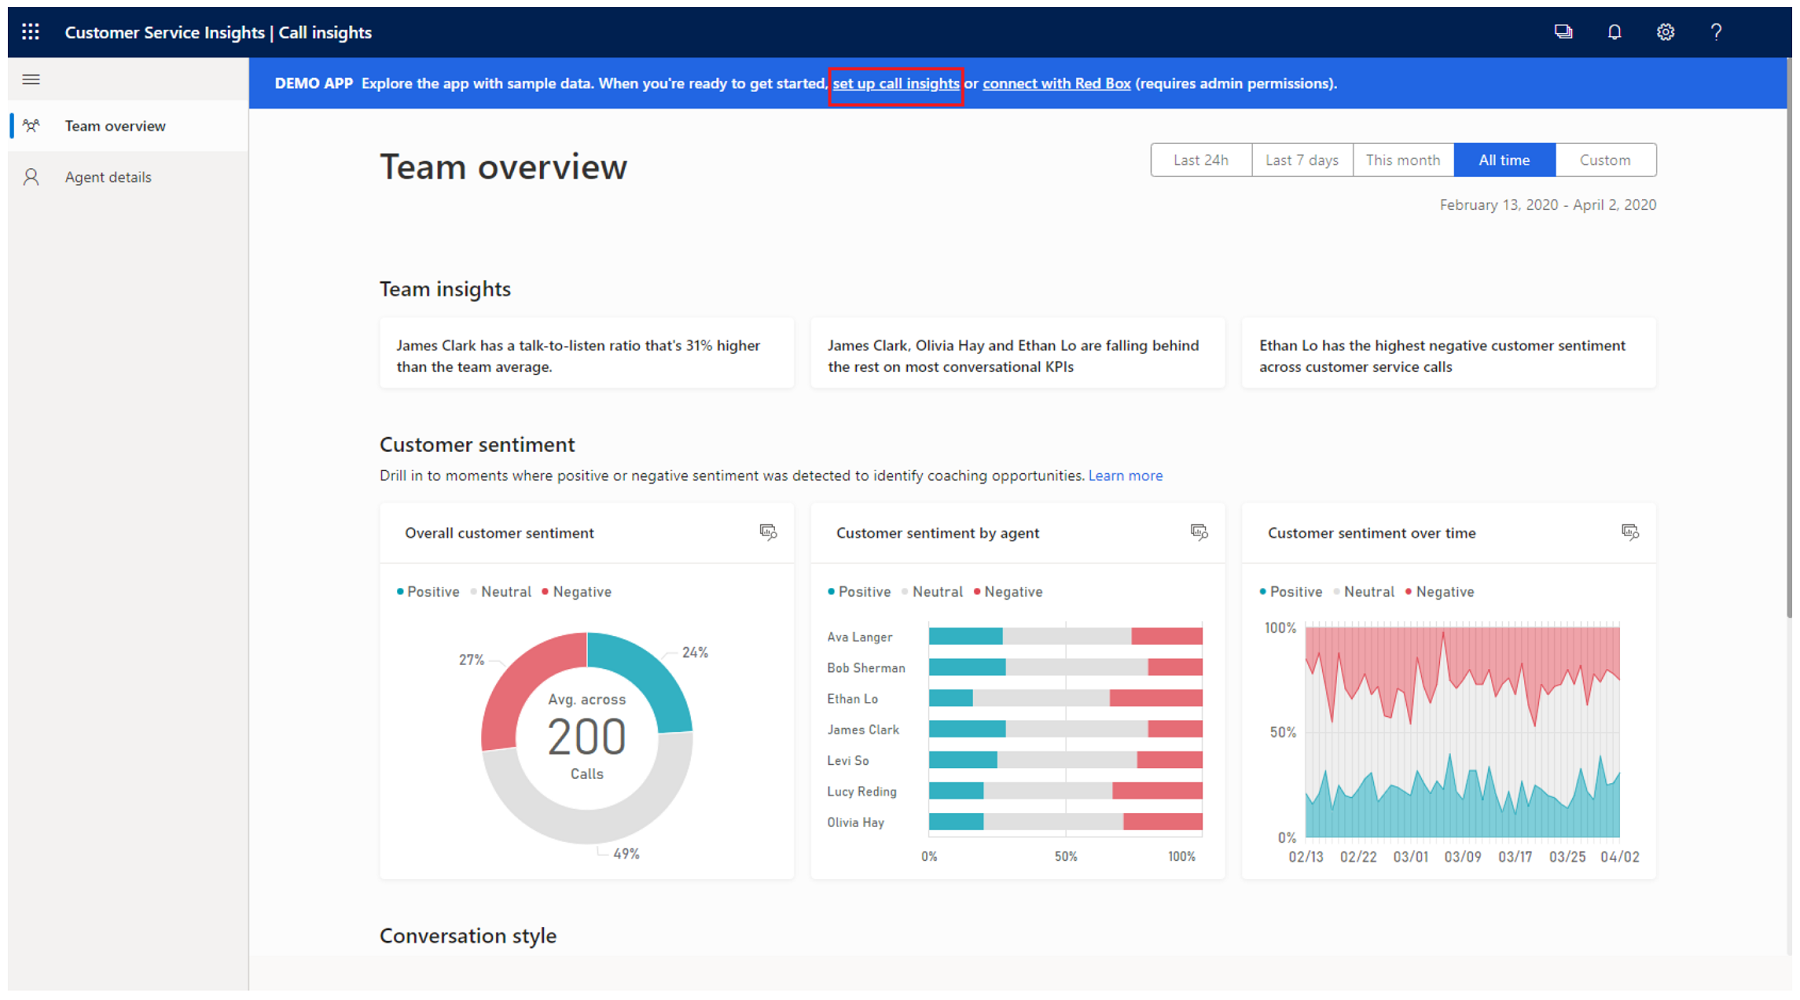 Customer Service Insights | Call insights
DEMO APP Explore the app with sample data. When you're ready to get started, set up call insights or connect with Red Box (requires admin permissions).
Team overview
Agent details
Team overview
Last 24h Last 7 days This month All time Custom
February 13, 2020 - April 2, 2020
Team insights
James Clark has a talk-to-listen ratio that's 31% higher
than the team average.
James Clark, Olivia Hay and Ethan Lo are falling behind
the rest on most conversational KPIs
Ethan Lo has the highest negative customer sentiment
across customer service calls
Customer sentiment
Drill in to moments where positive or negative sentiment was detected to identify coaching opportunities. Learn more
Overall customer sentiment
Positive Neutral Negative
27%
24%
Avg. across
200
Calls
49%
Customer sentiment by agent
Positive Neutral Negative
Ava Langer
Bob Sherman
Ethan Lo
James Clark
Levi So
Lucy Reding
Olivia Hay
0% 50% 100%
Customer sentiment over time
Positive Neutral Negative
100%
50%
0%
02/13 02/22 03/01 03/09 03/17 03/25 04/02
Conversation style